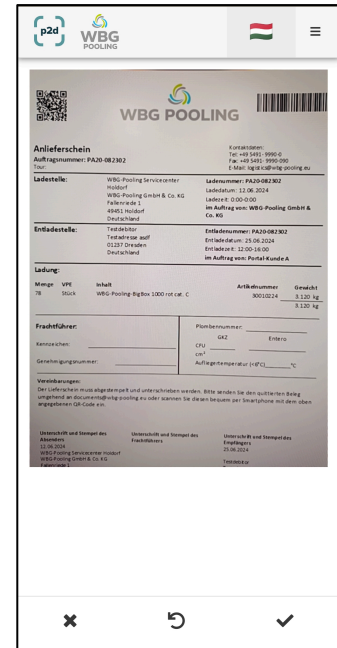 p2d
WBG
POOLING
WBG POOLING
Anlieferschein
Auftragsnummer: PA20-082302
Tour:
Kontaktdaten:
Tel: +49 5491- 9990-0
Fax: +49 5491- 9990-090
E-Mail: logistics@wbg-pooling.eu
Ladestelle:
WBG-Pooling Servicecenter
Holdorf
WBG-Pooling GmbH & Co. KG
Fallenriede 1
49451 Holdorf
Deutschland
Ladenummer: PA20-082302
Ladedatum: 12.06.2024
Ladezeit: 0:00-0:00
im Auftrag von: WBG-Pooling GmbH &
Co. KG
Entladestelle:
Testdebitor
Testadresse asdf
01237 Dresden
Deutschland
Entladenummer: PA20-082302
Entladedatum: 25.06.2024
Entladezeit: 12:00-16:00
im Auftrag von: Portal-Kunde A
Ladung:
Menge VPE Inhalt Artikelnummer Gewicht
78 Stück WBG-Pooling-BigBox 1000 rot cat. C 30010224 3.120 kg
3.120 kg
Frachtführer:
Kennzeichen:
Genehmigungsnummer:
Plombennummer:
GKZ Entero
CFU
cm²
Auflieg​ertemperatur (+8°C) °C
Vereinbarungen:
Der Lieferschein muss abgestempelt und unterschrieben werden. Bitte senden Sie den quittierten Beleg
umgehend an documents@wbg-pooling.eu oder scannen Sie diesen bequem per Smartphone mit dem oben
angegebenen QR-Code ein.
Unterschrift und Stempel des
Absenders
12.06.2024
WBG-Pooling Servicecenter Holdorf
WBG-Pooling GmbH & Co. KG
Fallenriede 1
Unterschrift und Stempel des
Frachtführers
Unterschrift und Stempel des
Empfängers
25.06.2024
Testdebitor